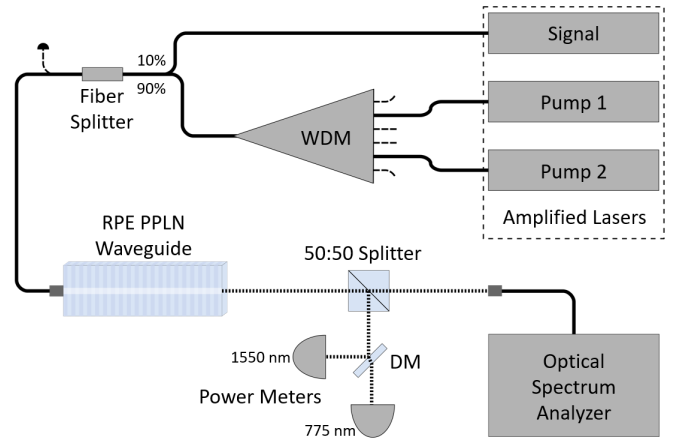 Signal
10%
90%
Fiber
Splitter
WDM
Pump 1
Pump 2
Amplified Lasers
RPE PPLN
Waveguide
50:50 Splitter
1550 nm
DM
Power Meters
775 nm
Optical
Spectrum
Analyzer